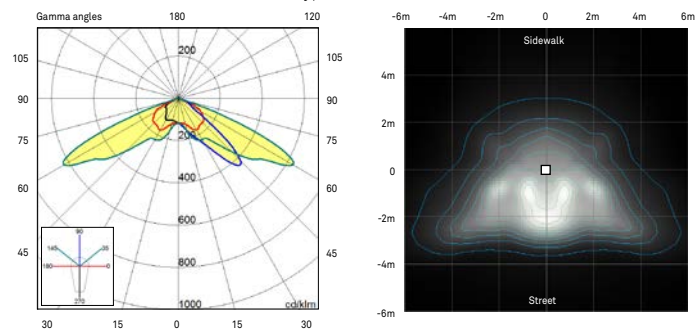 Gamma angles 180 120
105 105
90 90
75 75
60 60
45 45
30 15 0 15 30
200
200
400
600
800
1000
cd/klm
90
145 35
180 0
270
-6m -4m -2m 0 2m 4m 6m
Sidewalk
4m
2m
0
-2m
-4m
-6m
Street